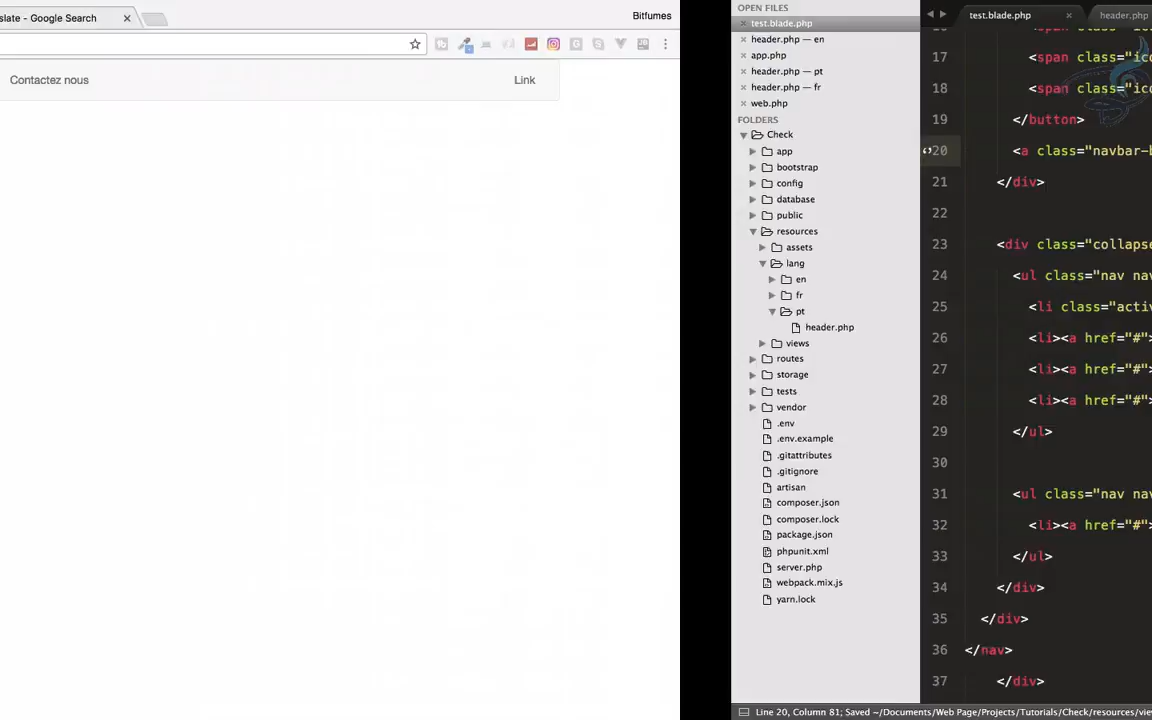 slate - Google Search ×
Bitfumes
Contactez nous
Link
OPEN FILES
test.blade.php
header.php — en
app.php
header.php — pt
header.php — fr
web.php
FOLDERS
Check
app
bootstrap
config
database
public
resources
assets
lang
en
fr
pt
header.php
views
routes
storage
tests
vendor
.env
.env.example
.gitattributes
.gitignore
artisan
composer.json
composer.lock
package.json
phpunit.xml
server.php
webpack.mix.js
yarn.lock
test.blade.php ×
header.php
17 <span class="ico
18 <span class="ico
19 </button>
20 <a class="navbar-b
21 </div>
22
23 <div class="collapse
24 <ul class="nav nav
25 <li class="activ
26 <li><a href="#">
27 <li><a href="#">
28 <li><a href="#">
29 </ul>
30
31 <ul class="nav nav
32 <li><a href="#">
33 </ul>
34 </div>
35 </div>
36 </nav>
37 </div>
Line 20, Column 81; Saved ~/Documents/Web Page/Projects/Tutorials/Check/resources/vie